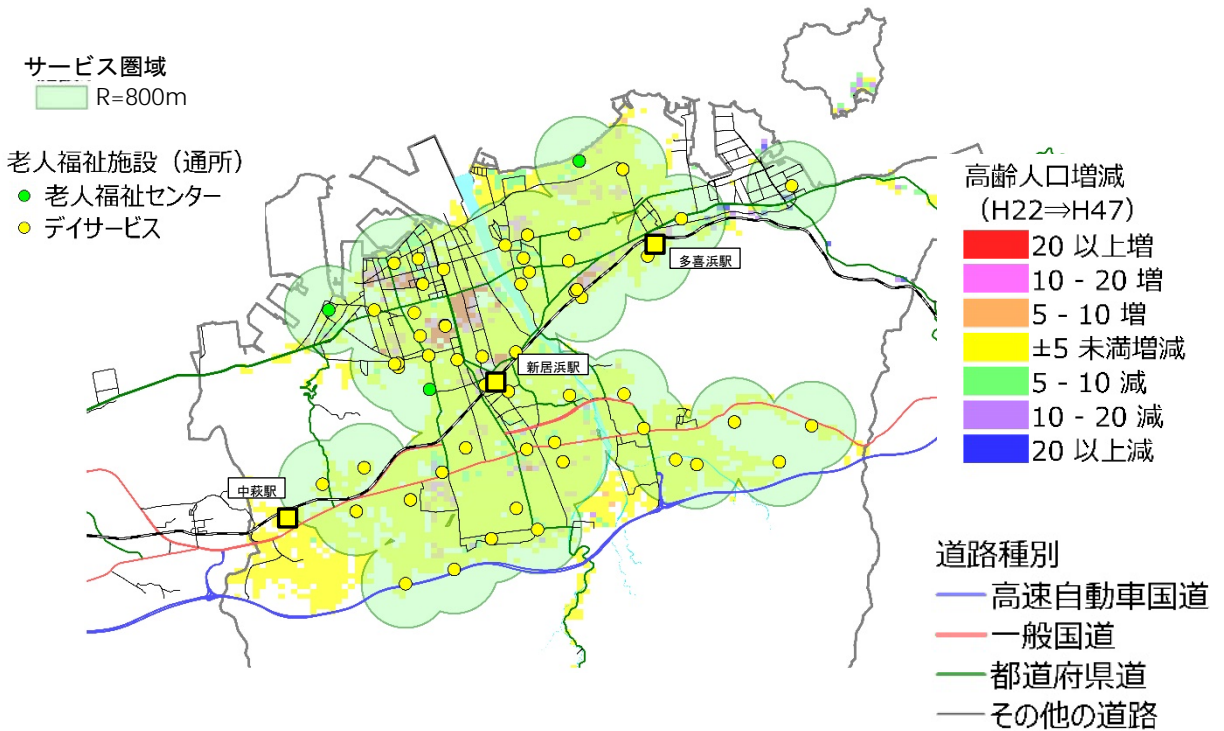 サービス圏域
R=800m
老人福祉施設（通所）
老人福祉センター
デイサービス
多喜浜駅
新居浜駅
中萩駅
高齢人口増減
（H22⇒H47）
20 以上増
10 - 20 増
5 - 10 増
±5 未満増減
5 - 10 減
10 - 20 減
20 以上減
道路種別
高速自動車国道
一般国道
都道府県道
その他の道路